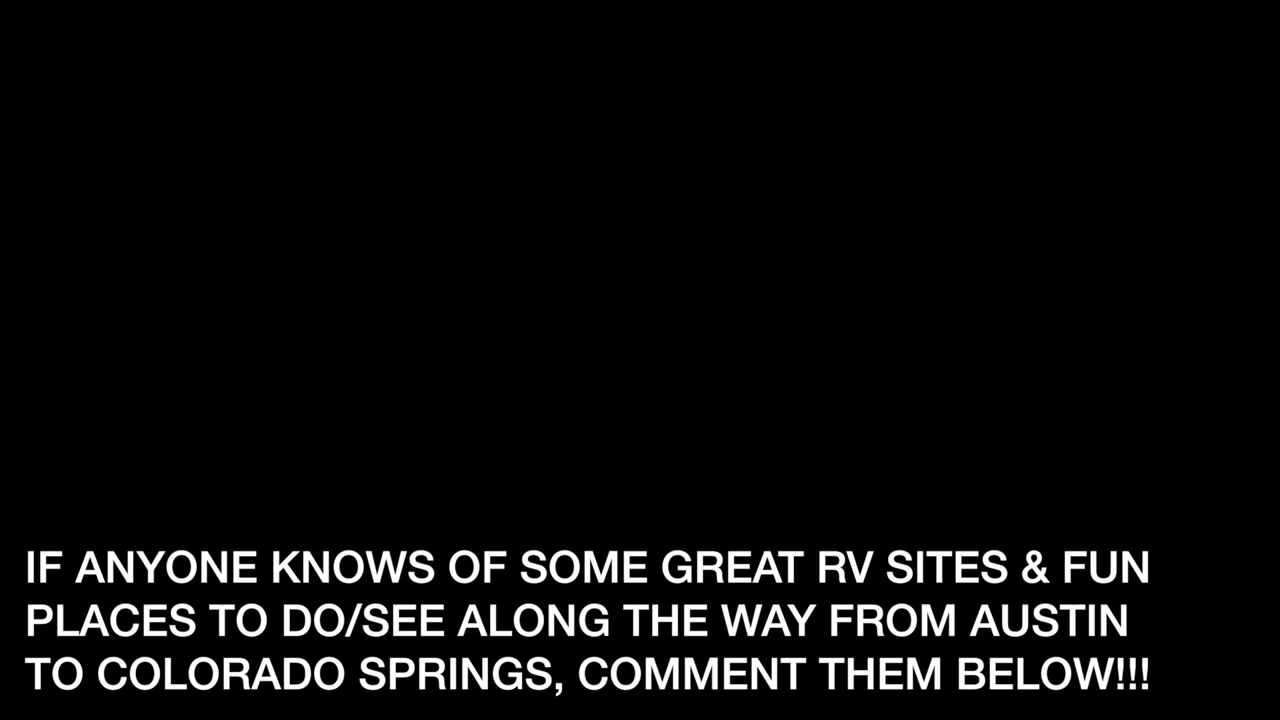 IF ANYONE KNOWS OF SOME GREAT RV SITES & FUN
PLACES TO DO/SEE ALONG THE WAY FROM AUSTIN
TO COLORADO SPRINGS, COMMENT THEM BELOW!!!